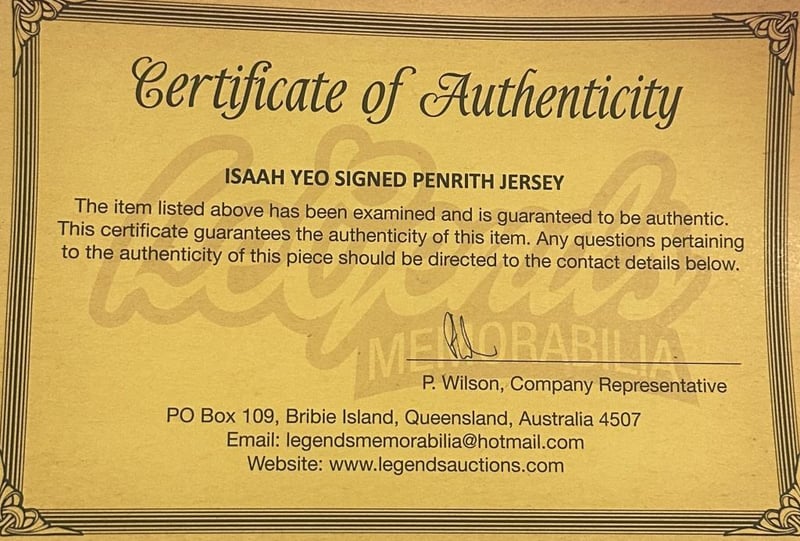 Certificate of Authenticity
ISAAH YEO SIGNED PENRITH JERSEY
The item listed above has been examined and is guaranteed to be authentic.
This certificate guarantees the authenticity of this item. Any questions pertaining
to the authenticity of this piece should be directed to the contact details below.
Legends
MEMORABILIA
P. Wilson, Company Representative
PO Box 109, Bribie Island, Queensland, Australia 4507
Email: legendsmemorabilia@hotmail.com
Website: www.legendsauctions.com